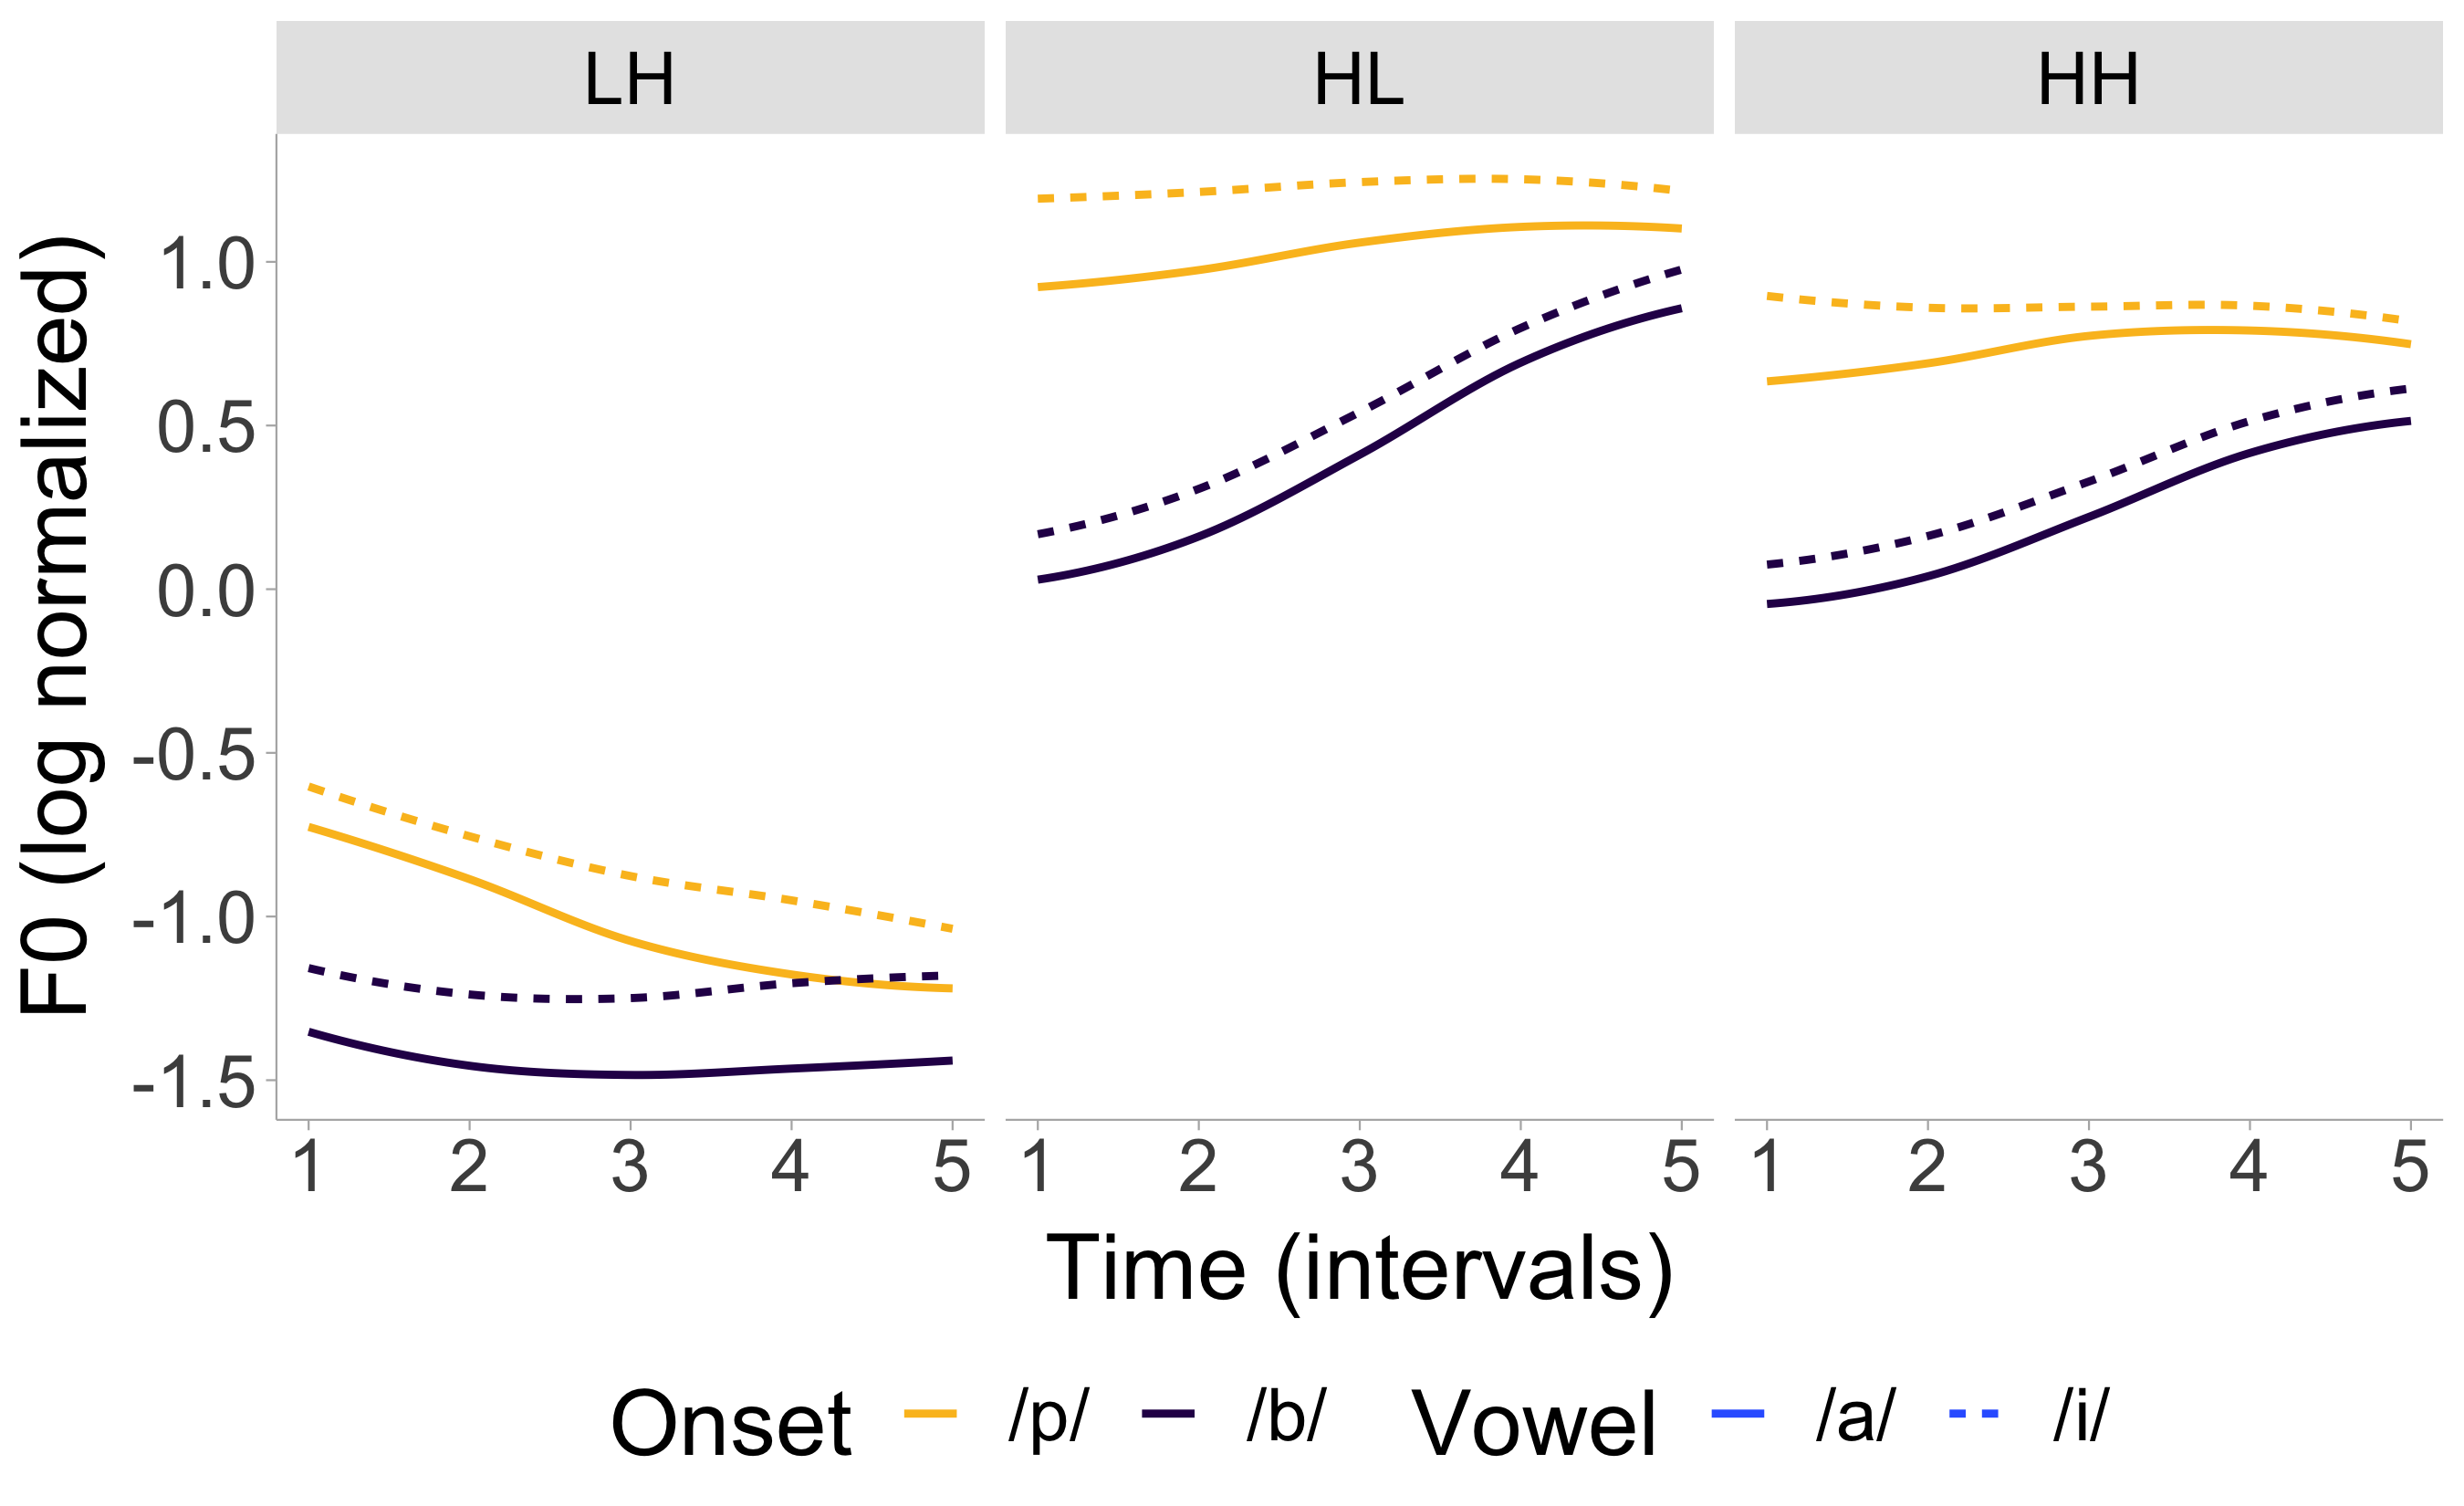 LH HL HH
F0 (log normalized)
1.0
0.5
0.0
-0.5
-1.0
-1.5
1 2 3 4 5 1 2 3 4 5 1 2 3 4 5
Time (intervals)
Onset /p/ /b/ Vowel /a/ /i/